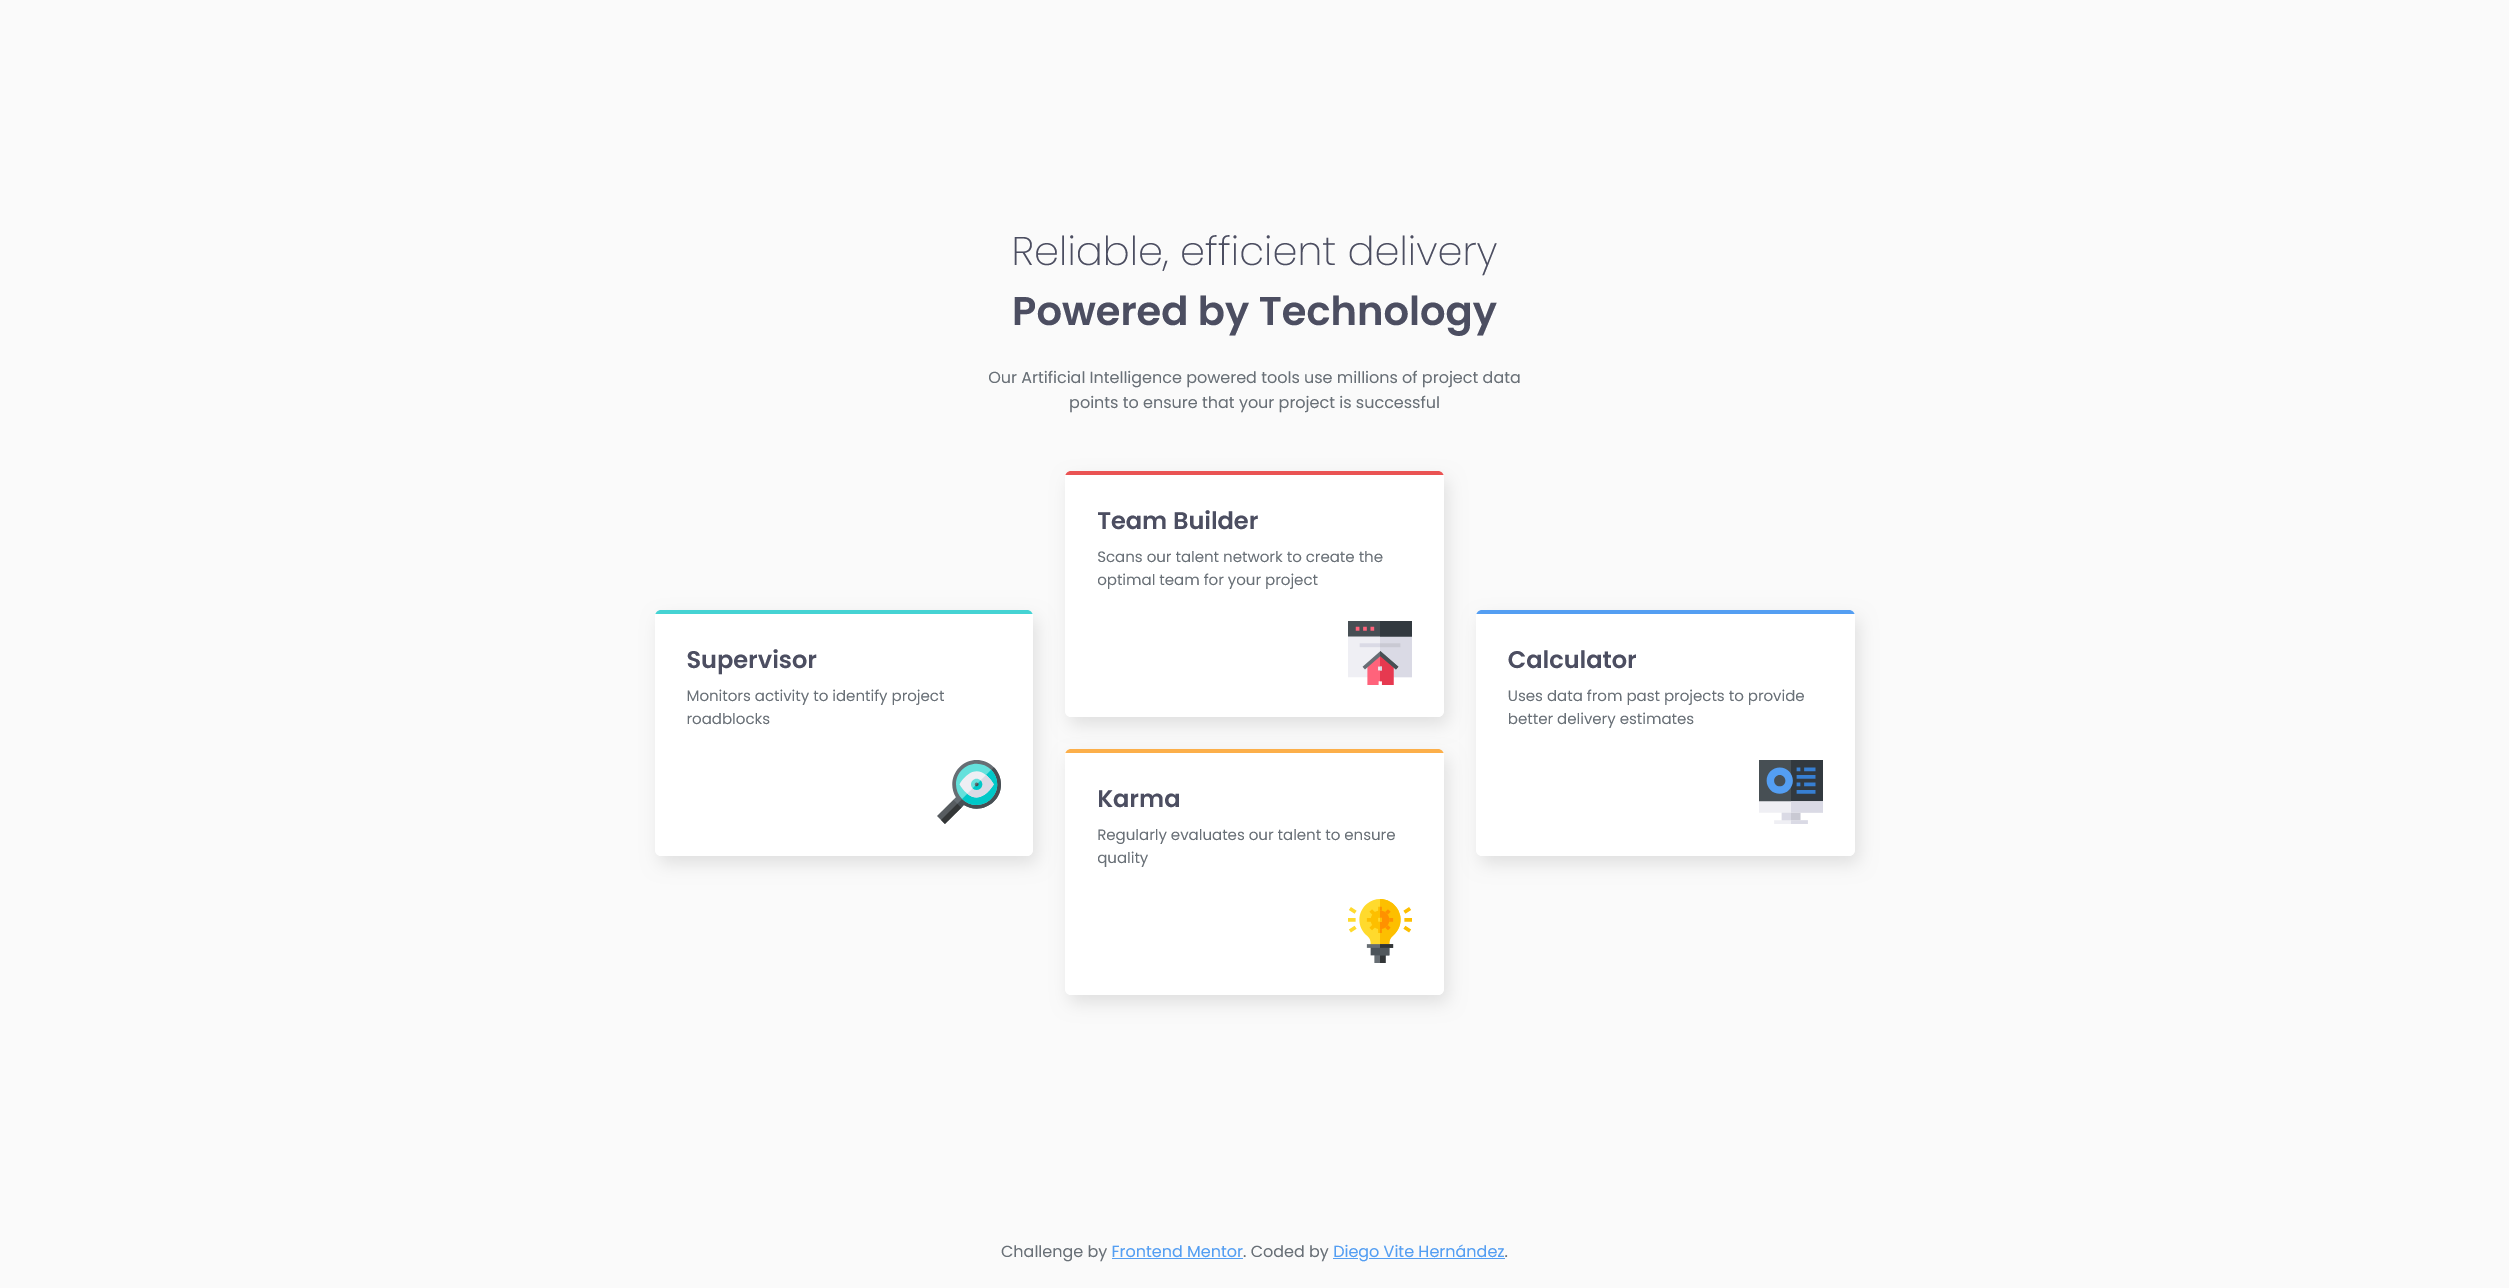 Reliable, efficient delivery
Powered by Technology
Our Artificial Intelligence powered tools use millions of project data
points to ensure that your project is successful
Supervisor
Monitors activity to identify project
roadblocks
Team Builder
Scans our talent network to create the
optimal team for your project
Karma
Regularly evaluates our talent to ensure
quality
Calculator
Uses data from past projects to provide
better delivery estimates
Challenge by Frontend Mentor. Coded by Diego Vite Hernández.